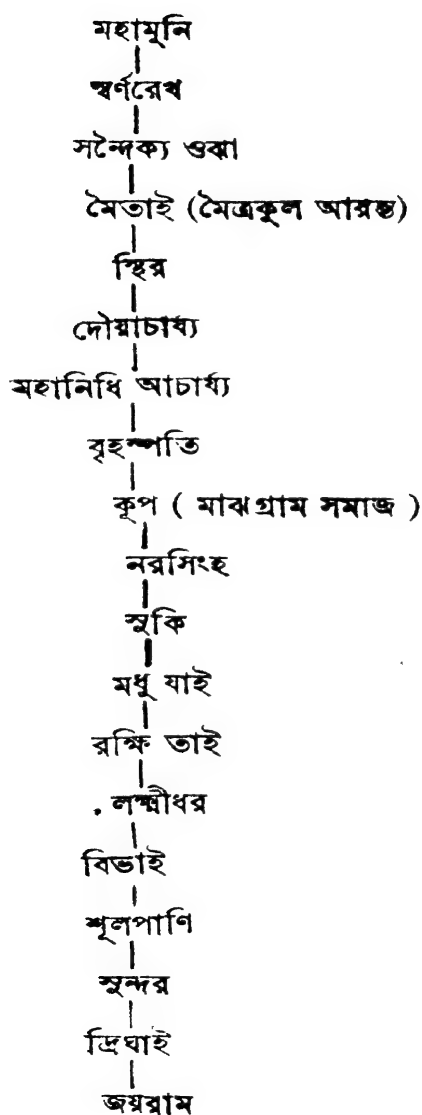 মহামুনি
স্বর্ণরেখ
সন্দৈক্য ওঝা
মৈতাই (মৈত্রকুল আরম্ভ)
স্থির
দৌয়াচার্য্য
মহানিধি আচার্য্য
বৃহস্পতি
কূপ ( মাঝগ্রাম সমাজ )
নরসিংহ
সুকি
মধু যাই
রক্ষি তাই
লক্ষ্মীধর
বিভাই
শূলপাণি
সুন্দর
দ্রিঘাই
জয়রাম